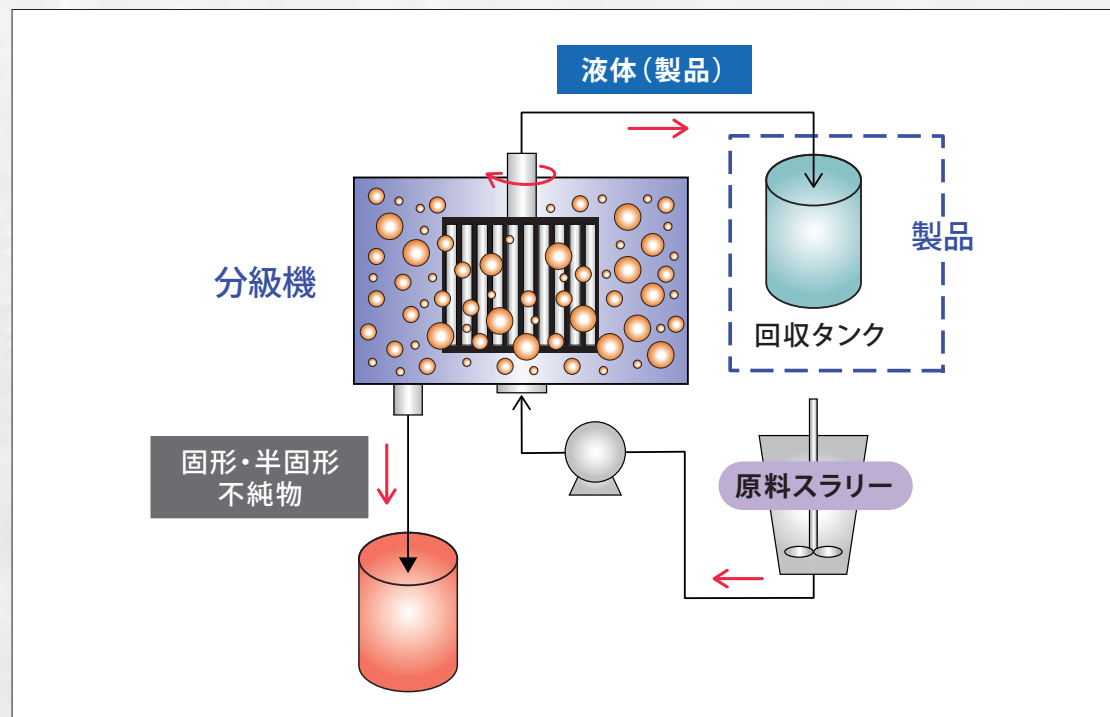 液体（製品）
分級機
製品
回収タンク
固形・半固形
不純物
原料スラリー